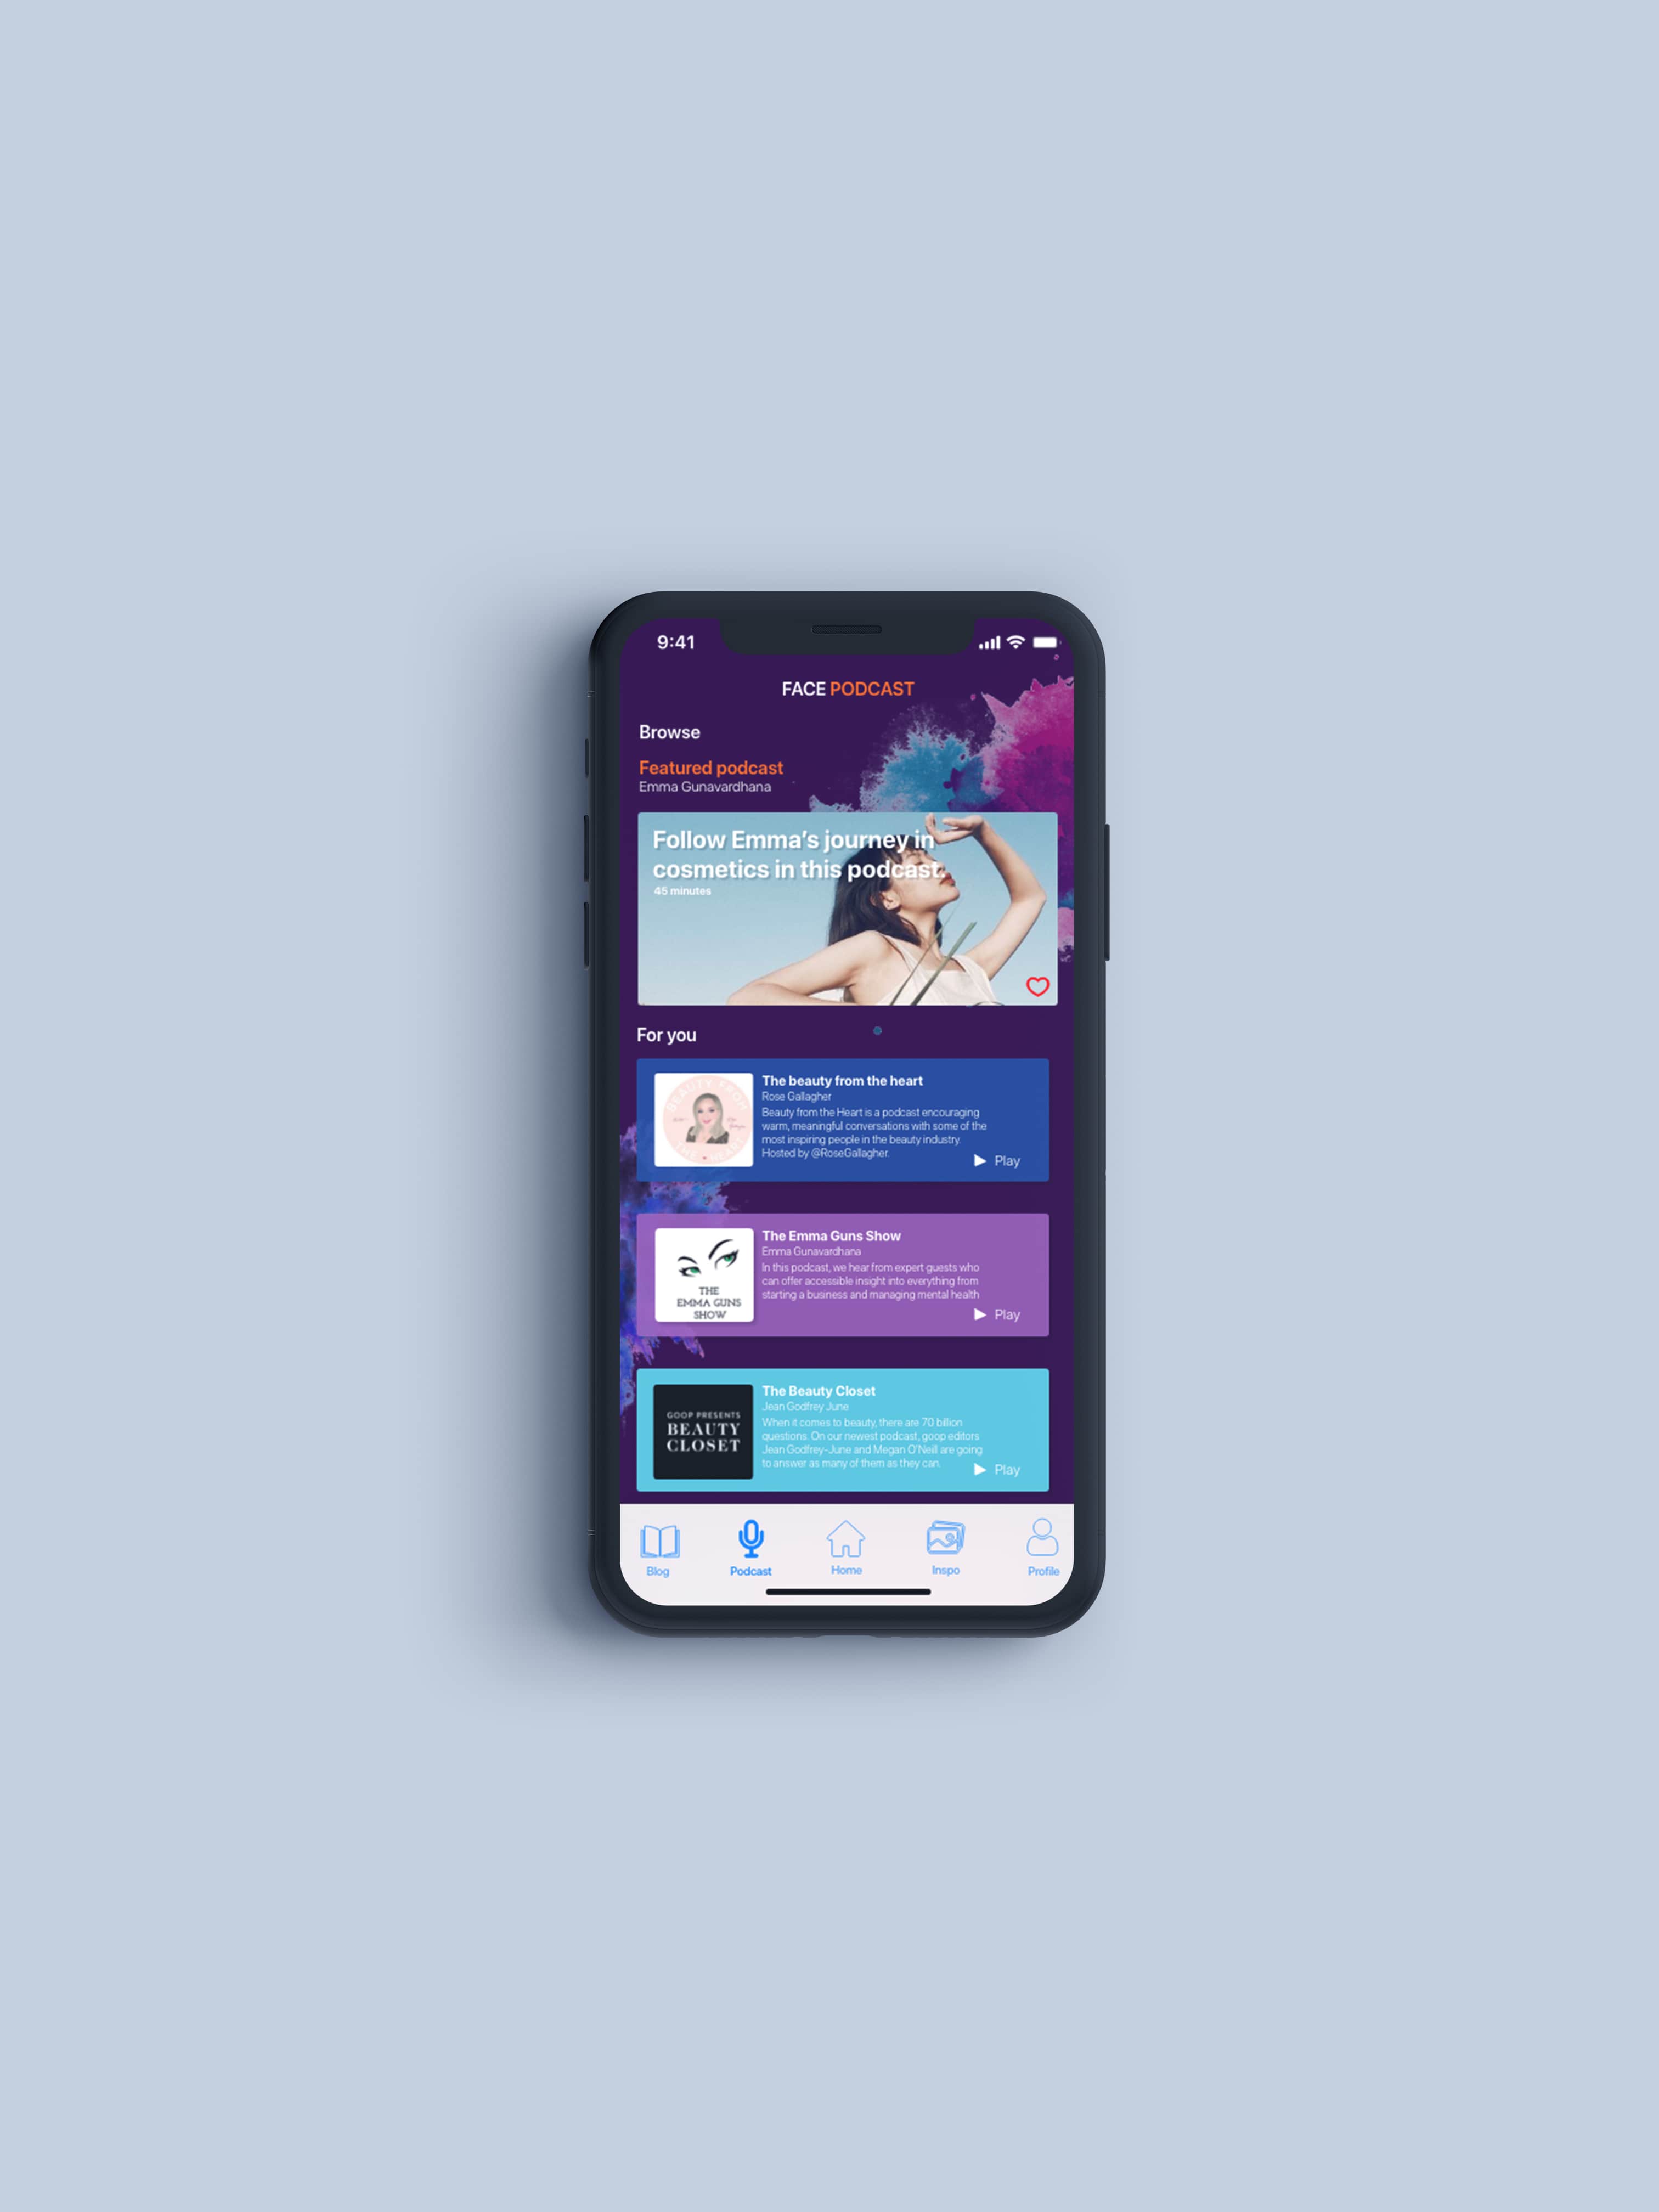 9:41
FACE PODCAST
Browse
Featured podcast
Emma Gunavardhana
Follow Emma's journey in
cosmetics in this podcast.
45 minutes
For you
BEAUTY FROM
THE HEART
The beauty from the heart
Rose Gallagher
Beauty from the Heart is a podcast encouraging
warm, meaningful conversations with some of the
most inspiring people in the beauty industry.
Hosted by @RoseGallagher.
Play
THE
EMMA GUNS
SHOW
The Emma Guns Show
Emma Gunavardhana
In this podcast, we hear from expert guests who
can offer accessible insight into everything from
starting a business and managing mental health
Play
GOOP PRESENTS
BEAUTY
CLOSET
The Beauty Closet
Jean Godfrey June
When it comes to beauty, there are 70 billion
questions. On our newest podcast, goop editors
Jean Godfrey-June and Megan O'Neill are going
to answer as many of them as they can.
Play
Blog
Podcast
Home
Inspo
Profile